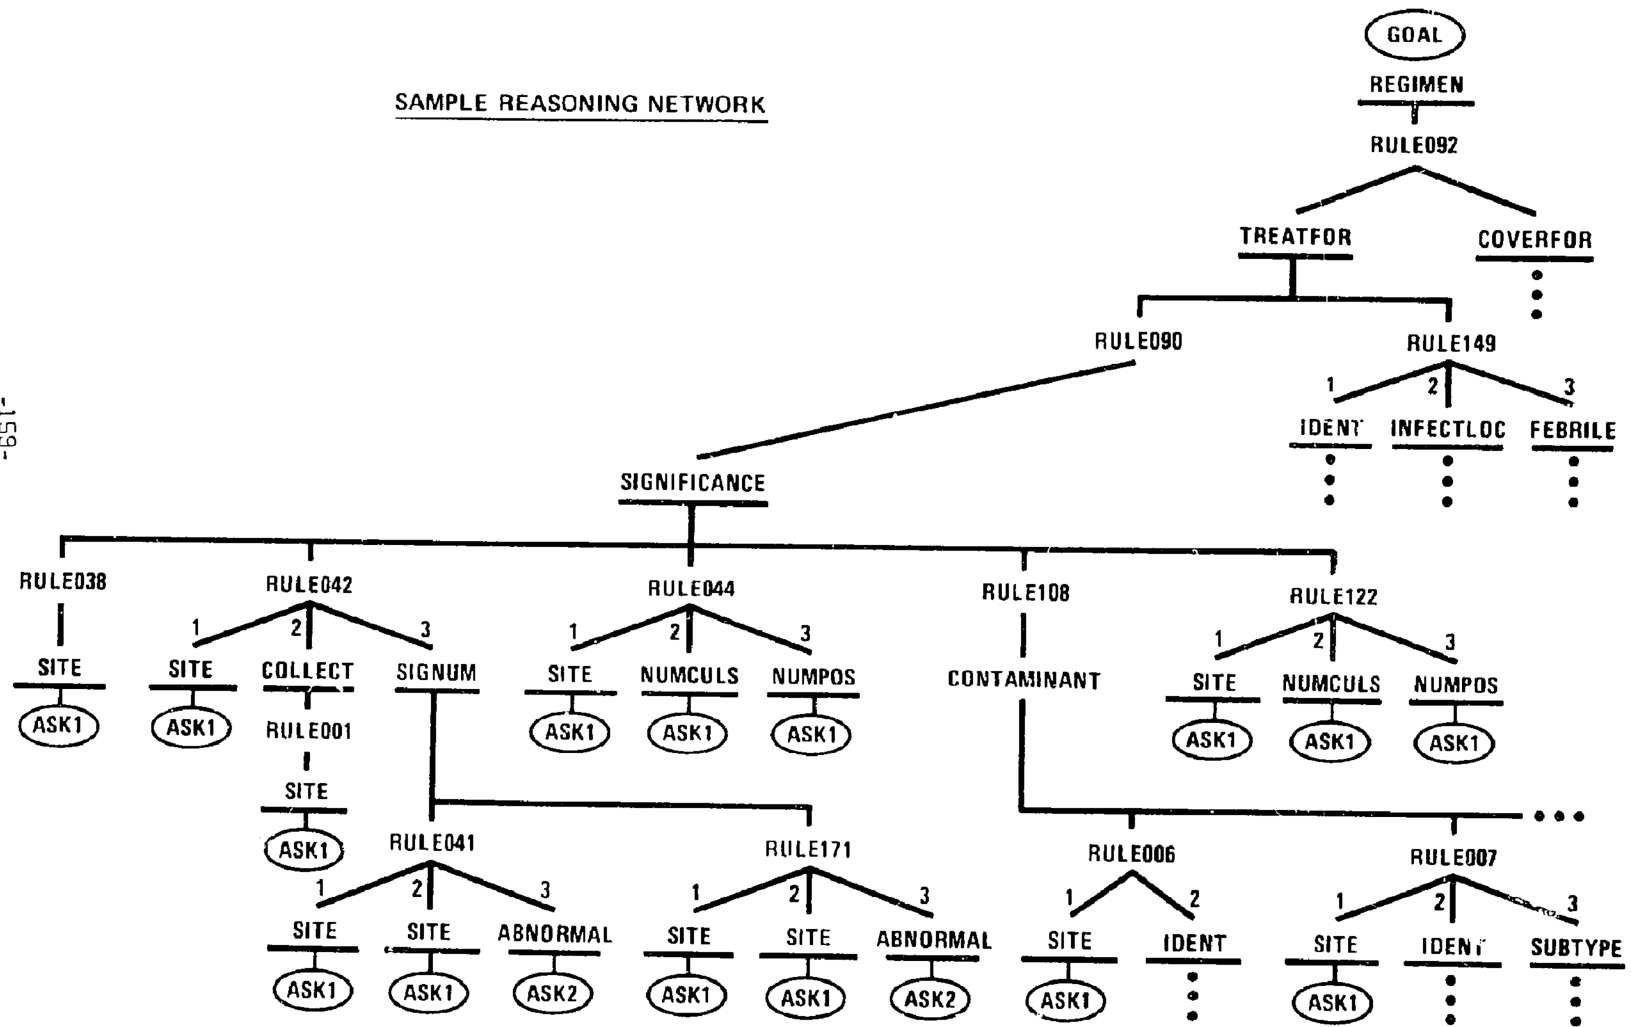 GOAL
REGIMEN
SAMPLE REASONING NETWORK
RULE092
TREATFOR COVERFOR
RULE090 RULE149
1 2 3
-159-
IDENT INFECTLOC FEBRILE
SIGNIFICANCE
RULE038 RULE042 RULE044 RULE108 RULE122
1 2 3 1 2 3 1 2 3
SITE SITE COLLECT SIGNUM SITE NUMCULS NUMPOS CONTAMINANT SITE NUMCULS NUMPOS
ASK1 ASK1 RULE001 ASK1 ASK1 ASK1 ASK1 ASK1 ASK1
SITE
ASK1
RULE041 RULE171 RULE006 RULE007
1 2 3 1 2 3 1 2 1 2 3
SITE SITE ABNORMAL SITE SITE ABNORMAL SITE IDENT SITE IDENT SUBTYPE
ASK1 ASK1 ASK2 ASK1 ASK1 ASK2 ASK1 ASK1